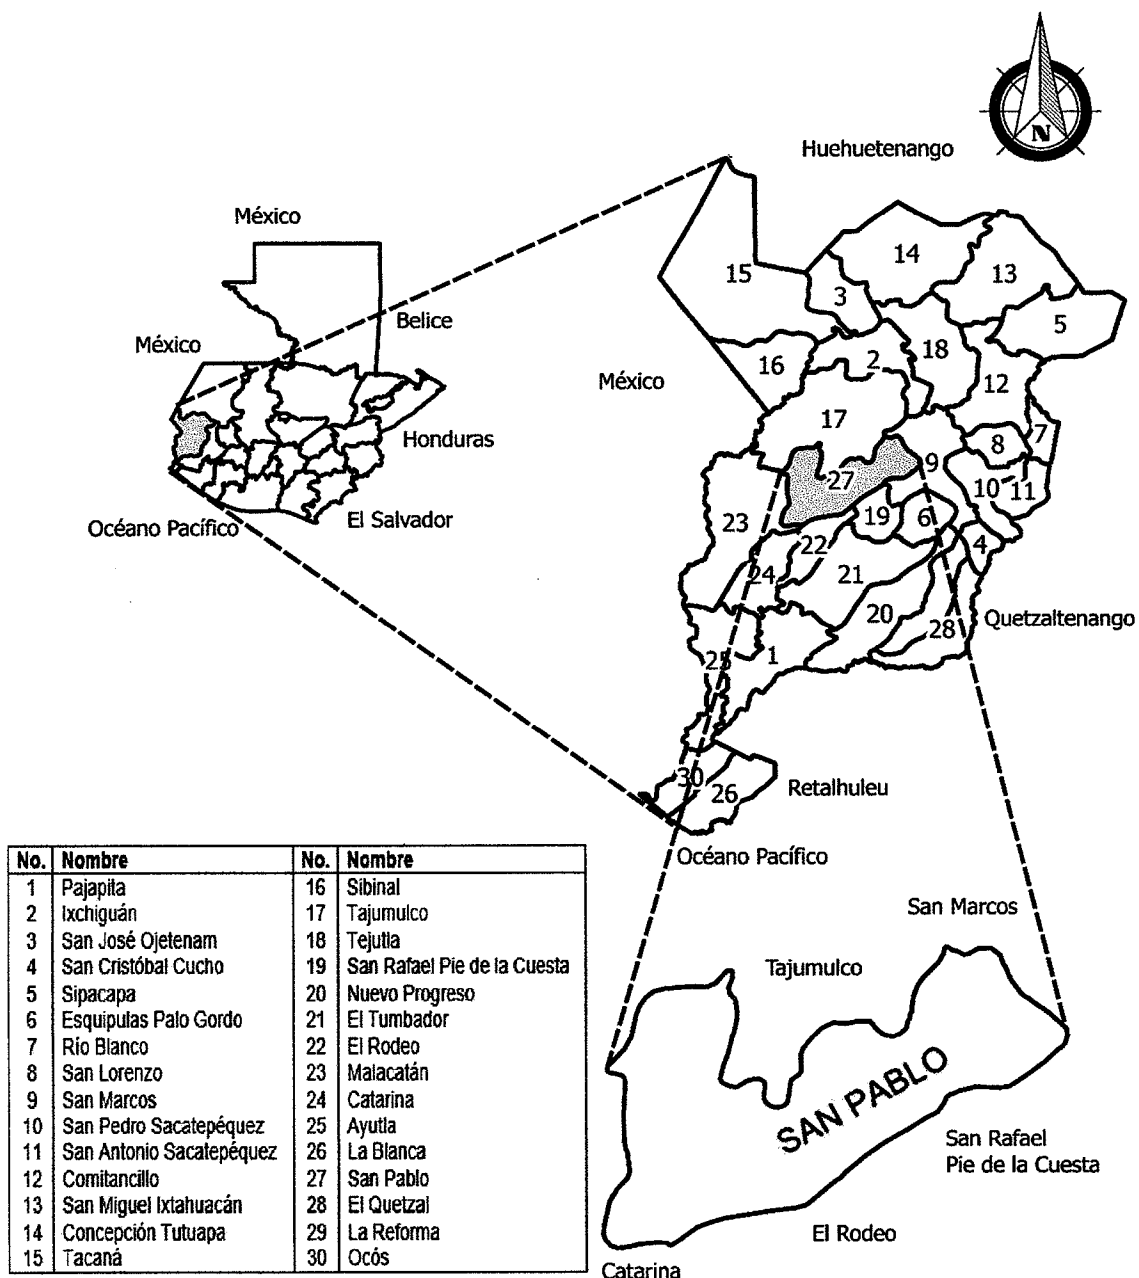 N
Huehuetenango
México
México
Belice
Honduras
El Salvador
Océano Pacífico
México
14
13
15
3
5
18
2
16
12
17
8
7
9
27
10
11
23
19
6
22
4
24
21
20
28
Quetzaltenango
25
1
30
26
Retalhuleu
Océano Pacífico
No. Nombre No. Nombre
1 Pajapita 16 Sibinal
2 Ixchiguán 17 Tajumulco
3 San José Ojetenam 18 Tejutla
4 San Cristóbal Cucho 19 San Rafael Pie de la Cuesta
5 Sipacapa 20 Nuevo Progreso
6 Esquipulas Palo Gordo 21 El Tumbador
7 Río Blanco 22 El Rodeo
8 San Lorenzo 23 Malacatán
9 San Marcos 24 Catarina
10 San Pedro Sacatepéquez 25 Ayutla
11 San Antonio Sacatepéquez 26 La Blanca
12 Comitancillo 27 San Pablo
13 San Miguel Ixtahuacán 28 El Quetzal
14 Concepción Tutuapa 29 La Reforma
15 Tacaná 30 Ocós
San Marcos
Tajumulco
SAN PABLO
San Rafael
Pie de la Cuesta
El Rodeo
Catarina